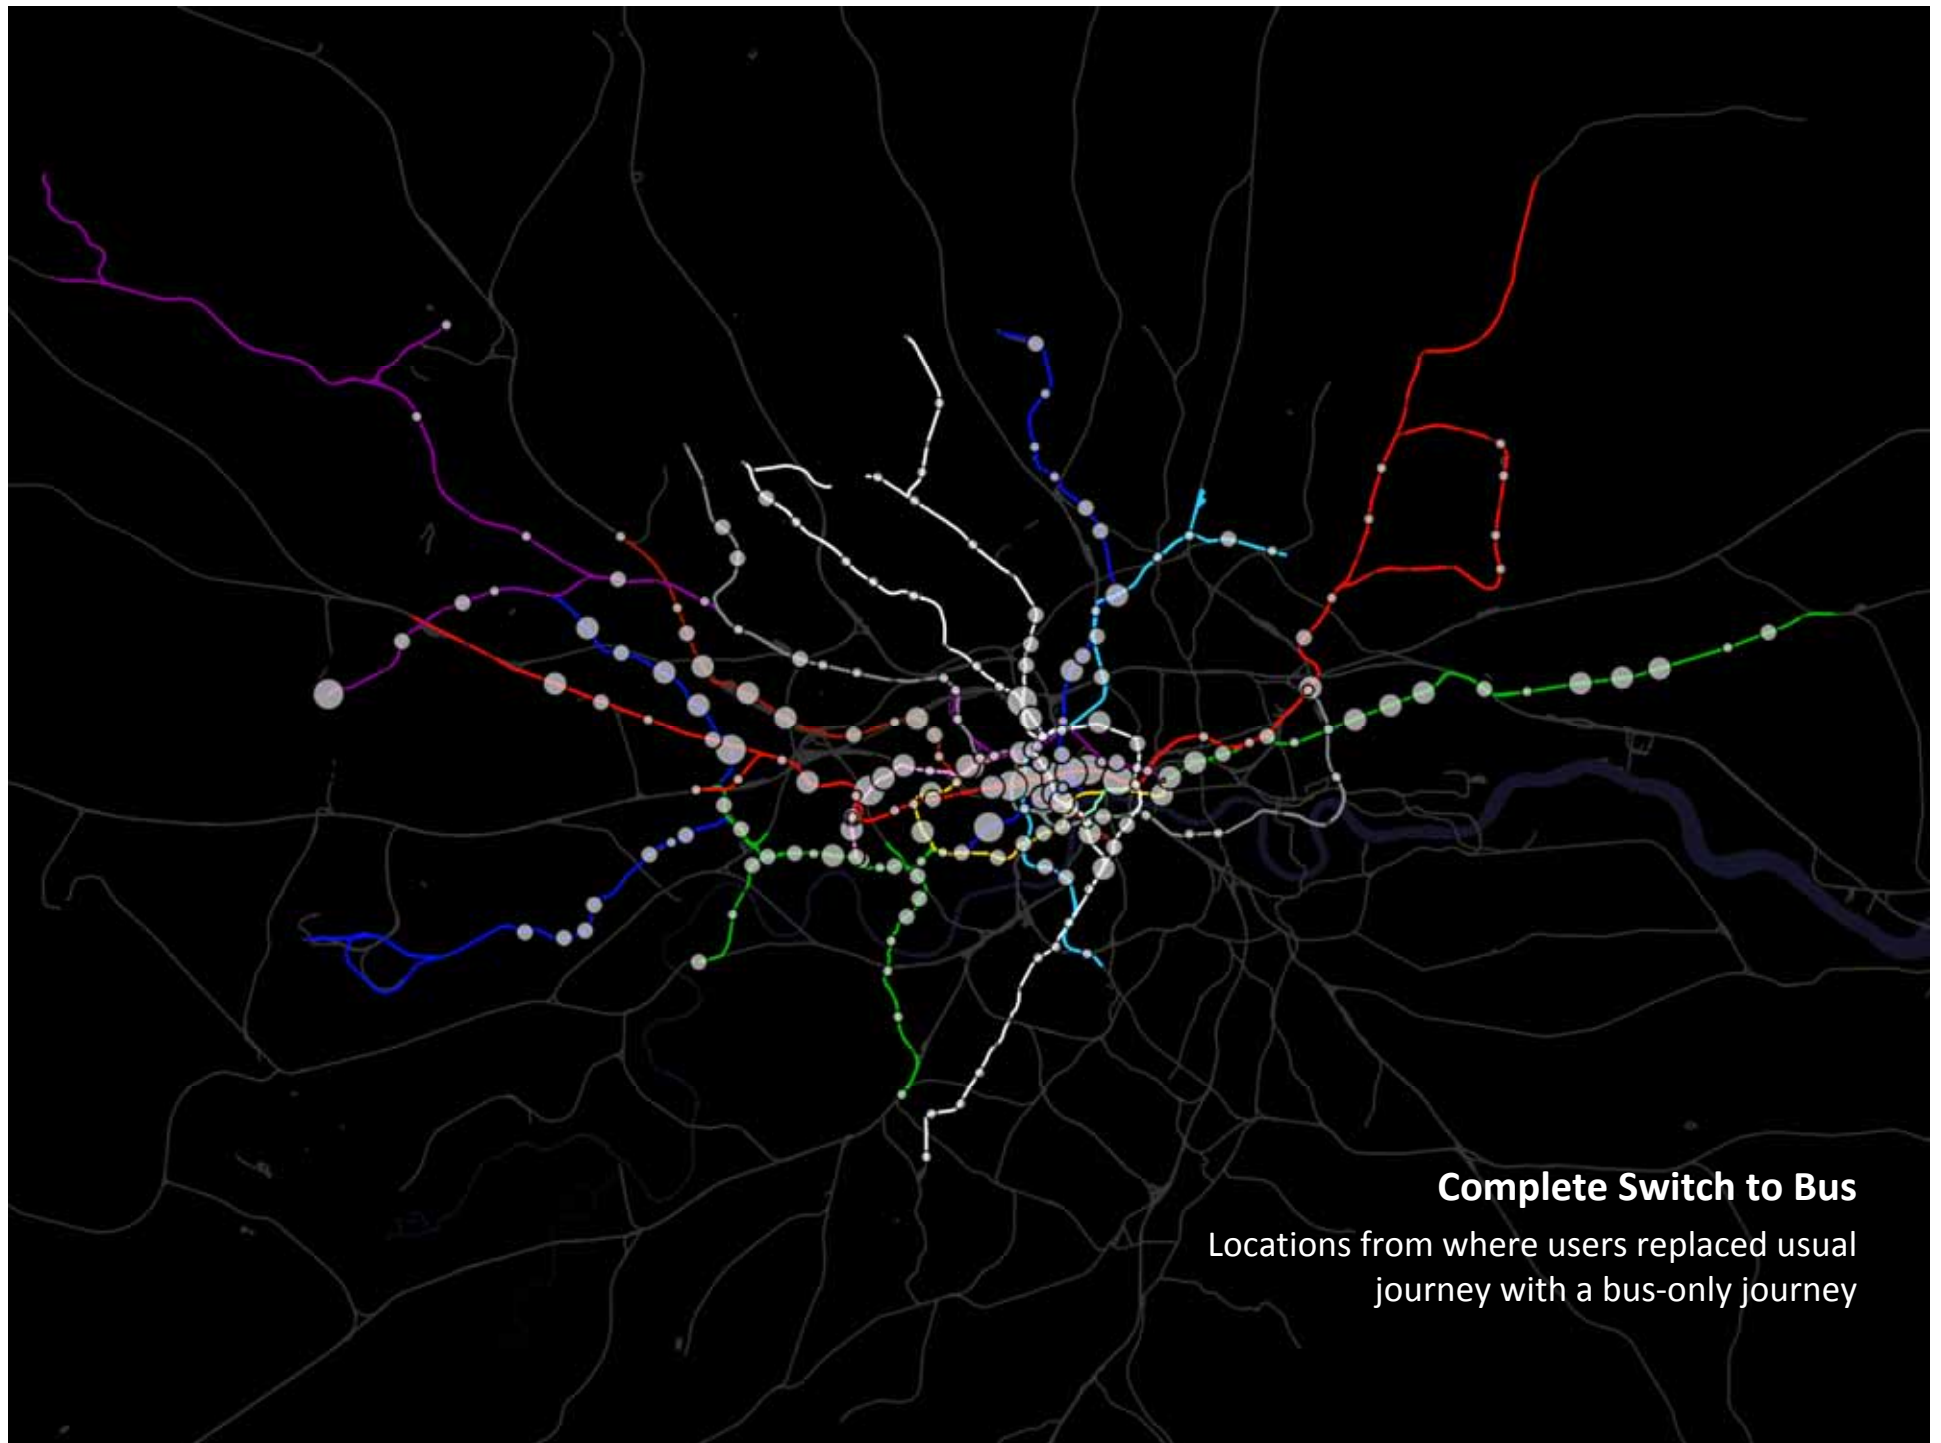 Complete Switch to Bus
Locations from where users replaced usual
journey with a bus-only journey